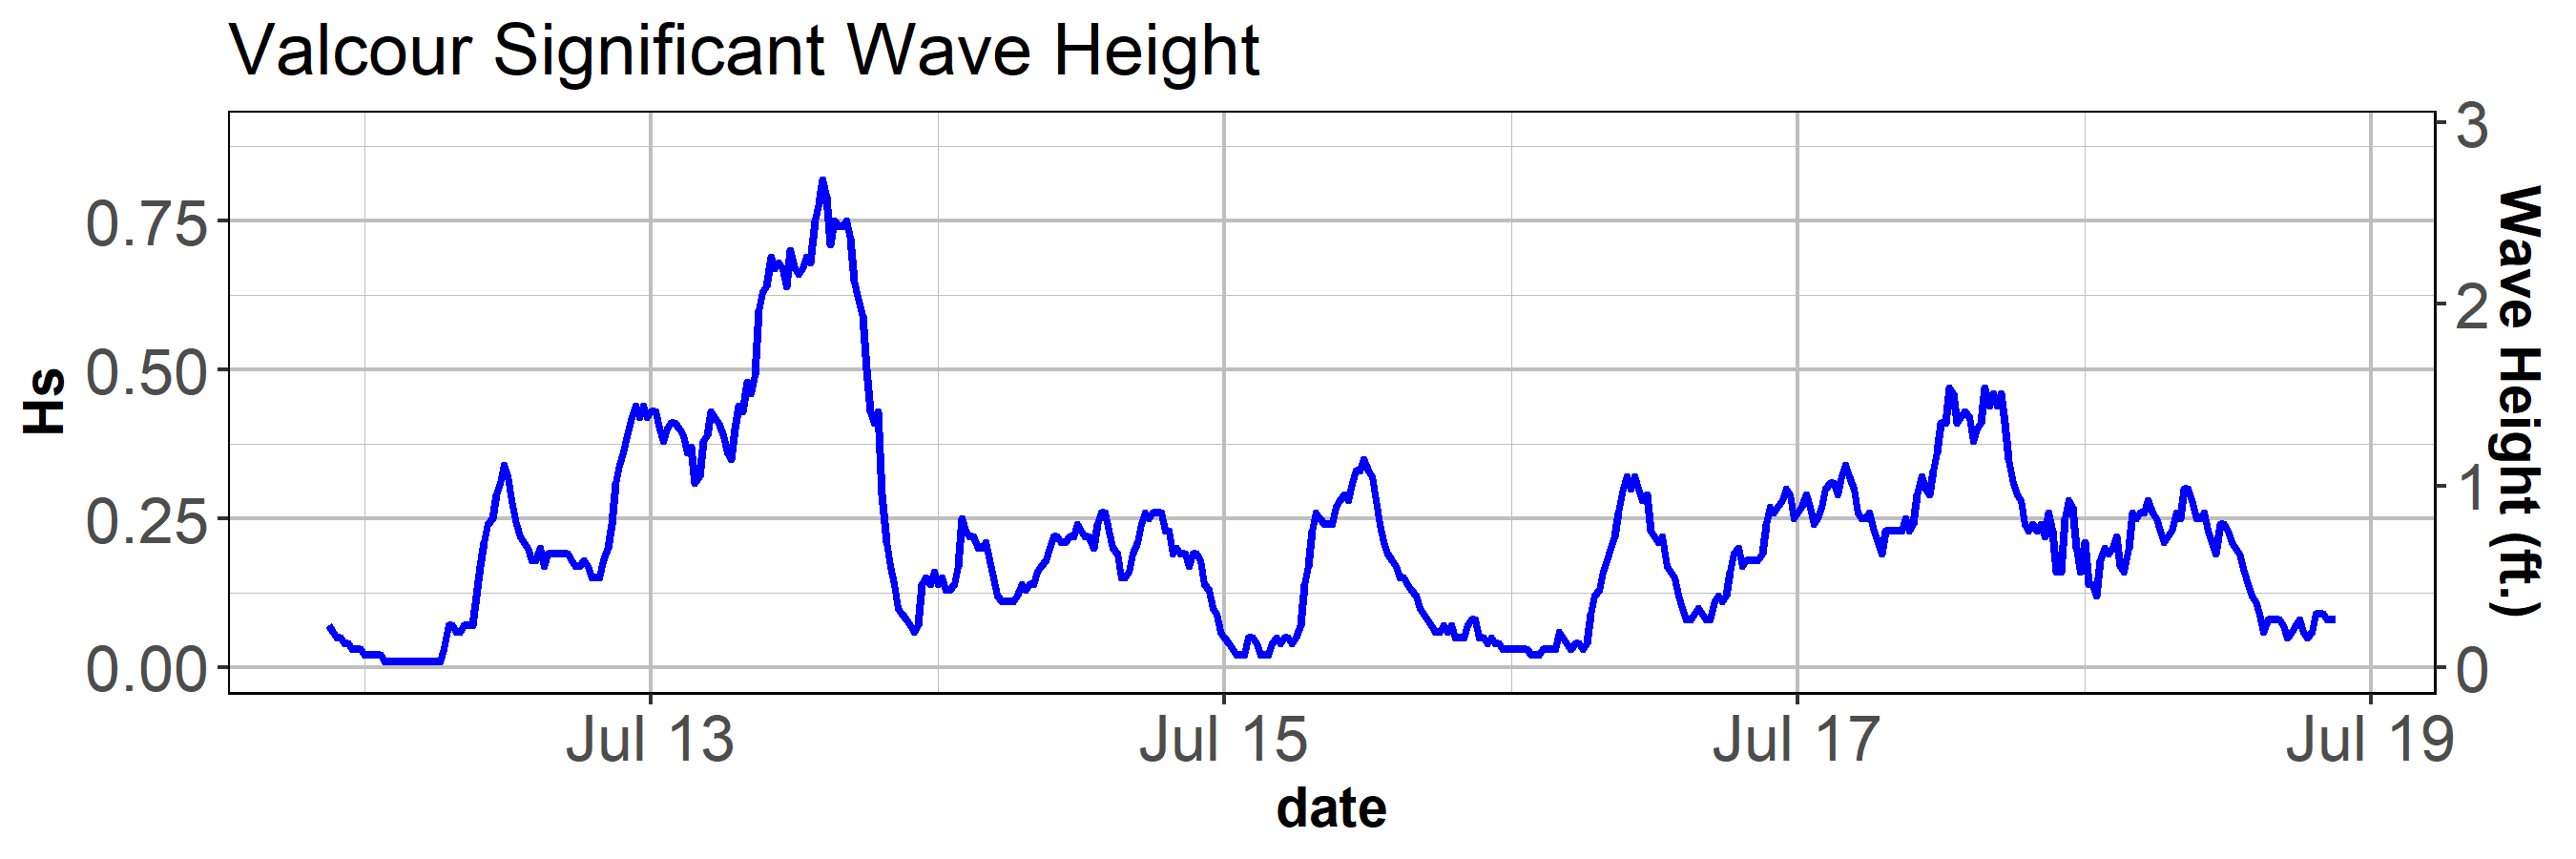 Valcour Significant Wave Height
Hs
0.75
0.50
0.25
0.00
3
2
1
0
Wave Height (ft.)
Jul 13 Jul 15 Jul 17 Jul 19
date